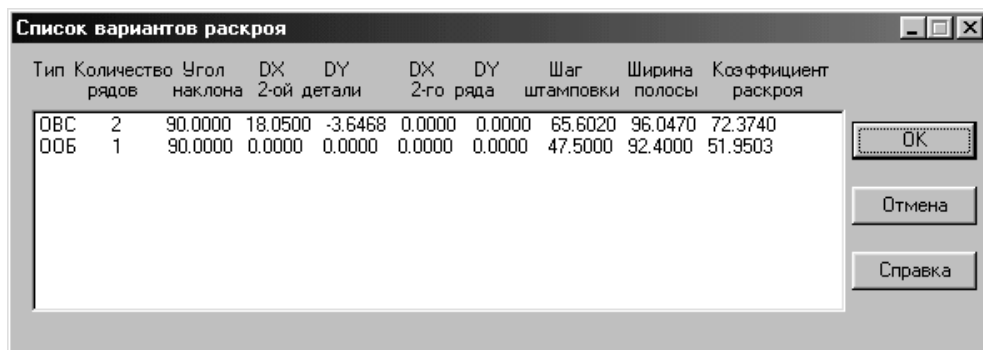 Список вариантов раскроя
Тип Количество Угол DX DY DX DY Шаг Ширина Коэффициент
рядов наклона 2-ой детали 2-го ряда штамповки полосы раскроя
ОВС 2 90.0000 18.0500 -3.6468 0.0000 0.0000 65.6020 96.0470 72.3740
ООБ 1 90.0000 0.0000 0.0000 0.0000 0.0000 47.5000 92.4000 51.9503
OK
Отмена
Справка